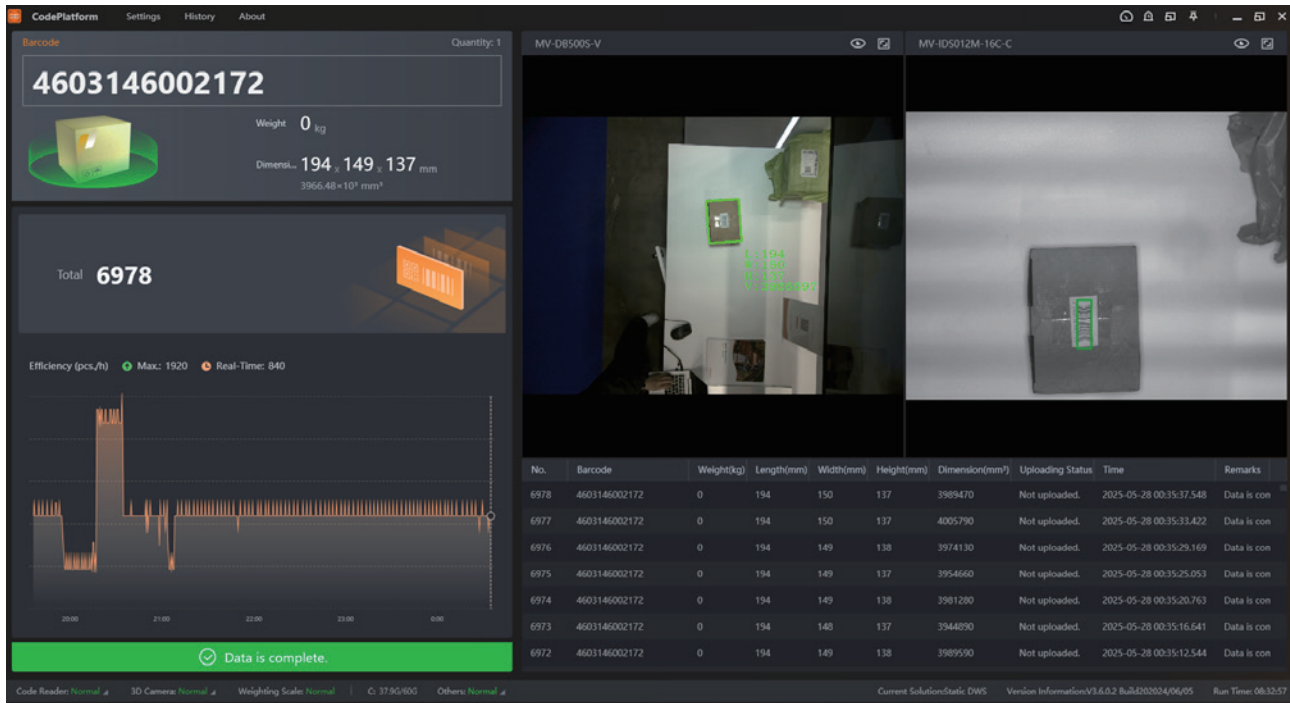 CodePlatform Settings History About
Barcode Quantity: 1
4603146002172
Weight 0 kg
Dimensi... 194 x 149 x 137 mm
3966.48×10³ mm³
Total 6978
Efficiency (pcs./h) Max.: 1920 Real-Time: 840
20:00 21:00 22:00 23:00 0:00
Data is complete.
MV-DB500S-V
L:194
MV-IDS012M-16C-C
No. Barcode Weight(kg) Length(mm) Width(mm) Height(mm) Dimension(mm³) Uploading Status Time Remarks
6978 4603146002172 0 194 150 137 3989470 Not uploaded. 2025-05-28 00:35:37.548 Data is con
6977 4603146002172 0 194 150 137 4005790 Not uploaded. 2025-05-28 00:35:33.422 Data is con
6976 4603146002172 0 194 149 138 3974130 Not uploaded. 2025-05-28 00:35:29.169 Data is con
6975 4603146002172 0 194 149 137 3954660 Not uploaded. 2025-05-28 00:35:25.053 Data is con
6974 4603146002172 0 194 149 138 3981280 Not uploaded. 2025-05-28 00:35:20.763 Data is con
6973 4603146002172 0 194 148 137 3944890 Not uploaded. 2025-05-28 00:35:16.641 Data is con
6972 4603146002172 0 194 149 138 3989590 Not uploaded. 2025-05-28 00:35:12.544 Data is con
Code Reader: Normal 3D Camera: Normal Weighting Scale: Normal C: 37.9G/60G Others: Normal Current Solution:Static DWS Version Information:V3.6.0.2 Build202024/06/05 Run Time: 08:32:57